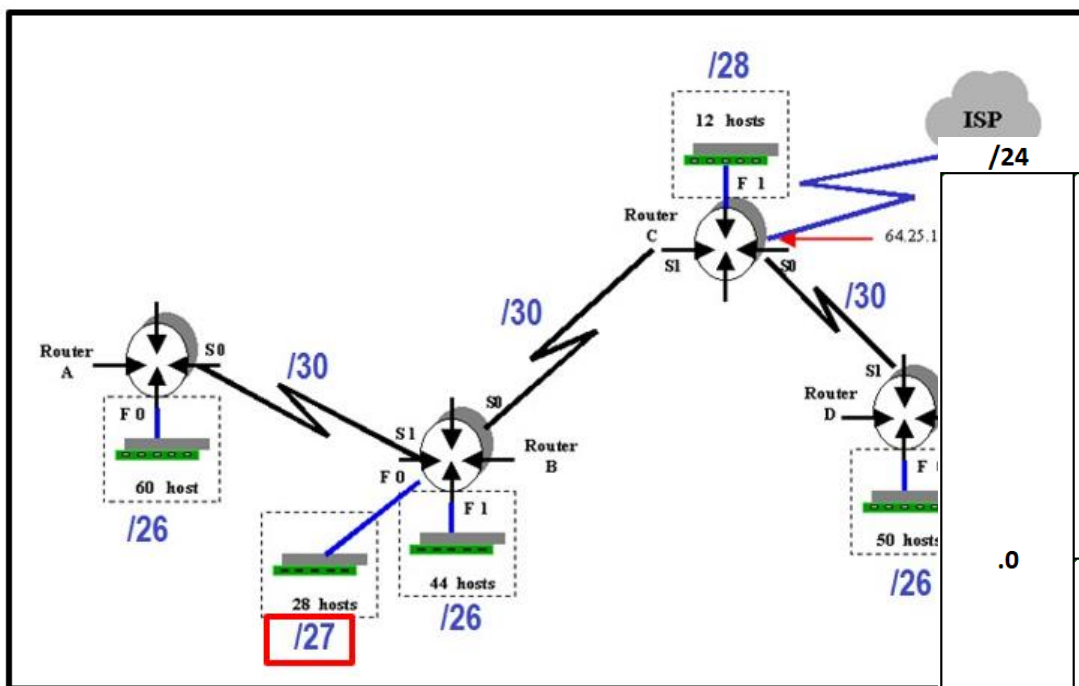 /28
12 hosts
ISP
/24
F 1
Router
C
64.25.1
S1
S0
/30
/30
Router
A
S0
/30
S1
Router
D
S0
F 0
S1
Router
B
F 0
F 1
60 host
/26
50 hosts
.0
28 hosts
44 hosts
/26
/27
/26